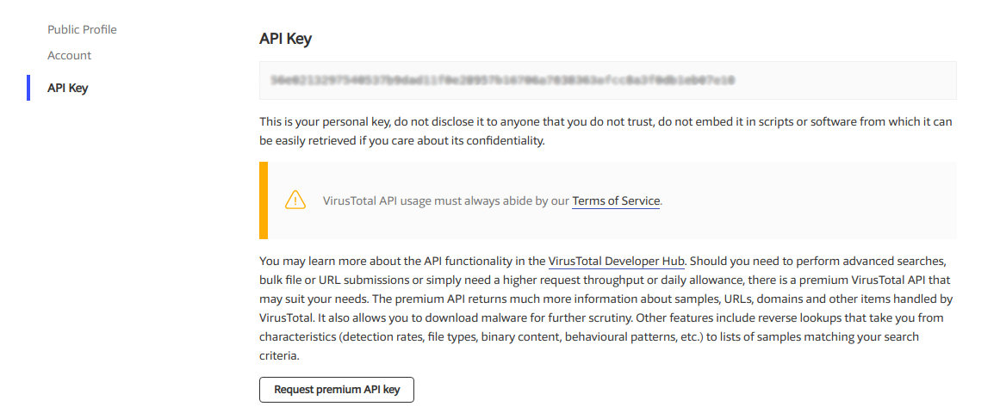 Public Profile
Account
API Key
API Key
This is your personal key, do not disclose it to anyone that you do not trust, do not embed it in scripts or software from which it can
be easily retrieved if you care about its confidentiality.
VirusTotal API usage must always abide by our Terms of Service.
You may learn more about the API functionality in the VirusTotal Developer Hub. Should you need to perform advanced searches,
bulk file or URL submissions or simply need a higher request throughput or daily allowance, there is a premium VirusTotal API that
may suit your needs. The premium API returns much more information about samples, URLs, domains and other items handled by
VirusTotal. It also allows you to download malware for further scrutiny. Other features include reverse lookups that take you from
characteristics (detection rates, file types, binary content, behavioural patterns, etc.) to lists of samples matching your search
criteria.
Request premium API key